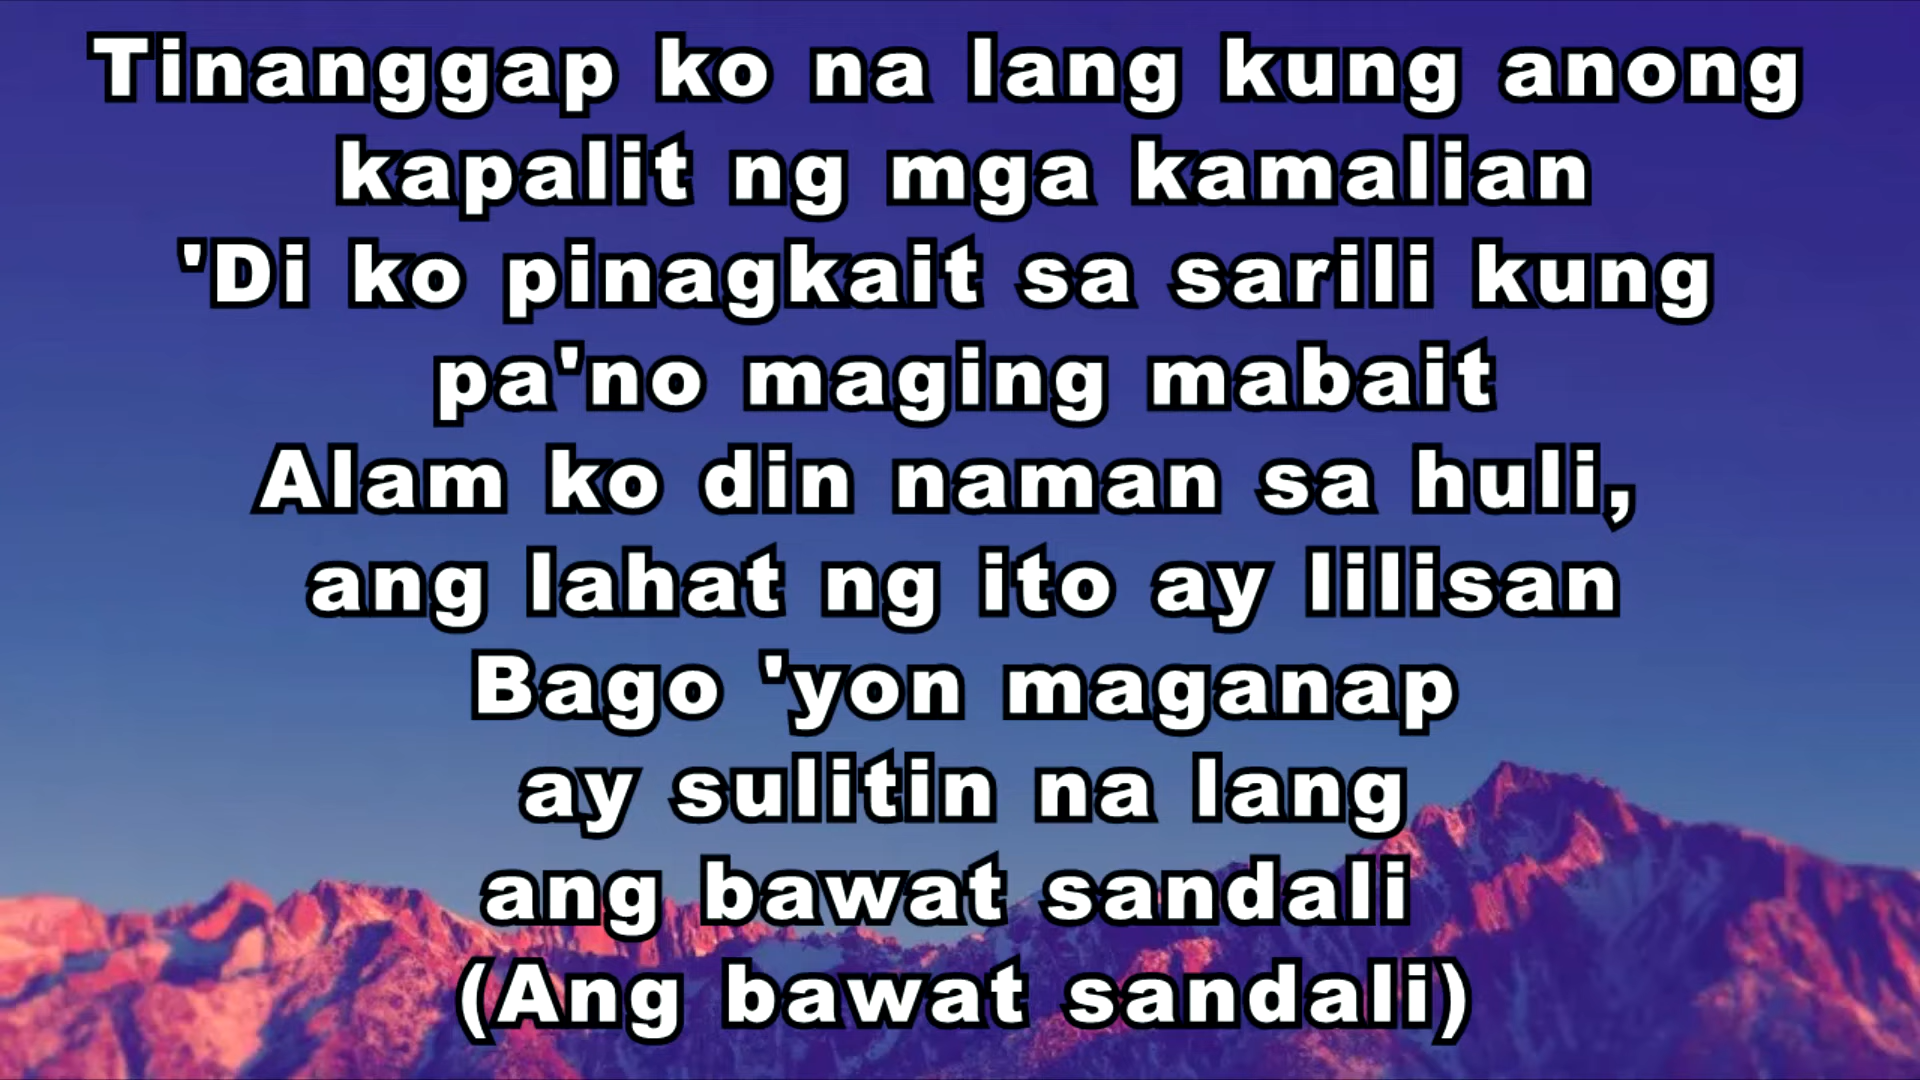 Tinanggap ko na lang kung anong
kapalit ng mga kamalian
'Di ko pinagkait sa sarili kung
pa'no maging mabait
Alam ko din naman sa huli,
ang lahat ng ito ay lilisan
Bago 'yon maganap
ay sulitin na lang
ang bawat sandali
(Ang bawat sandali)